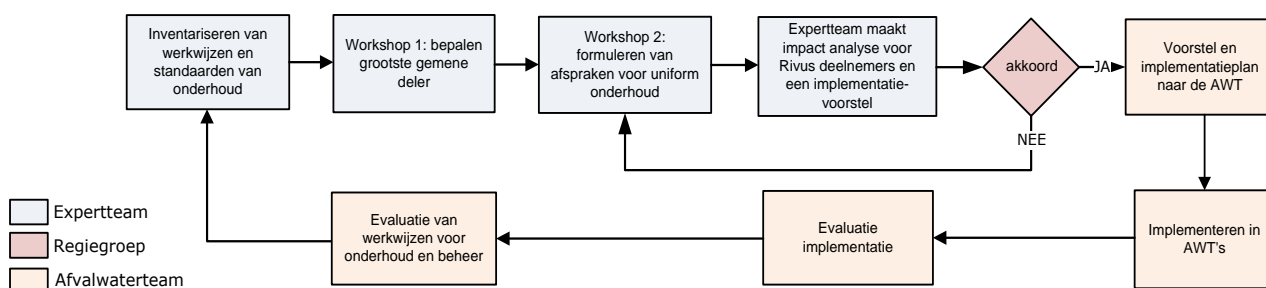 Inventariseren van
werkwijzen en
standaarden van
onderhoud
Workshop 1: bepalen
grootste gemene
deler
Workshop 2:
formuleren van
afspraken voor uniform
onderhoud
Expertteam maakt
impact analyse voor
Rivus deelnemers en
een implementatie-
voorstel
akkoord
JA
Voorstel en
implementatieplan
naar de AWT
NEE
Implementeren in
AWT's
Evaluatie
implementatie
Evaluatie van
werkwijzen voor
onderhoud en beheer
Expertteam
Regiegroep
Afvalwaterteam